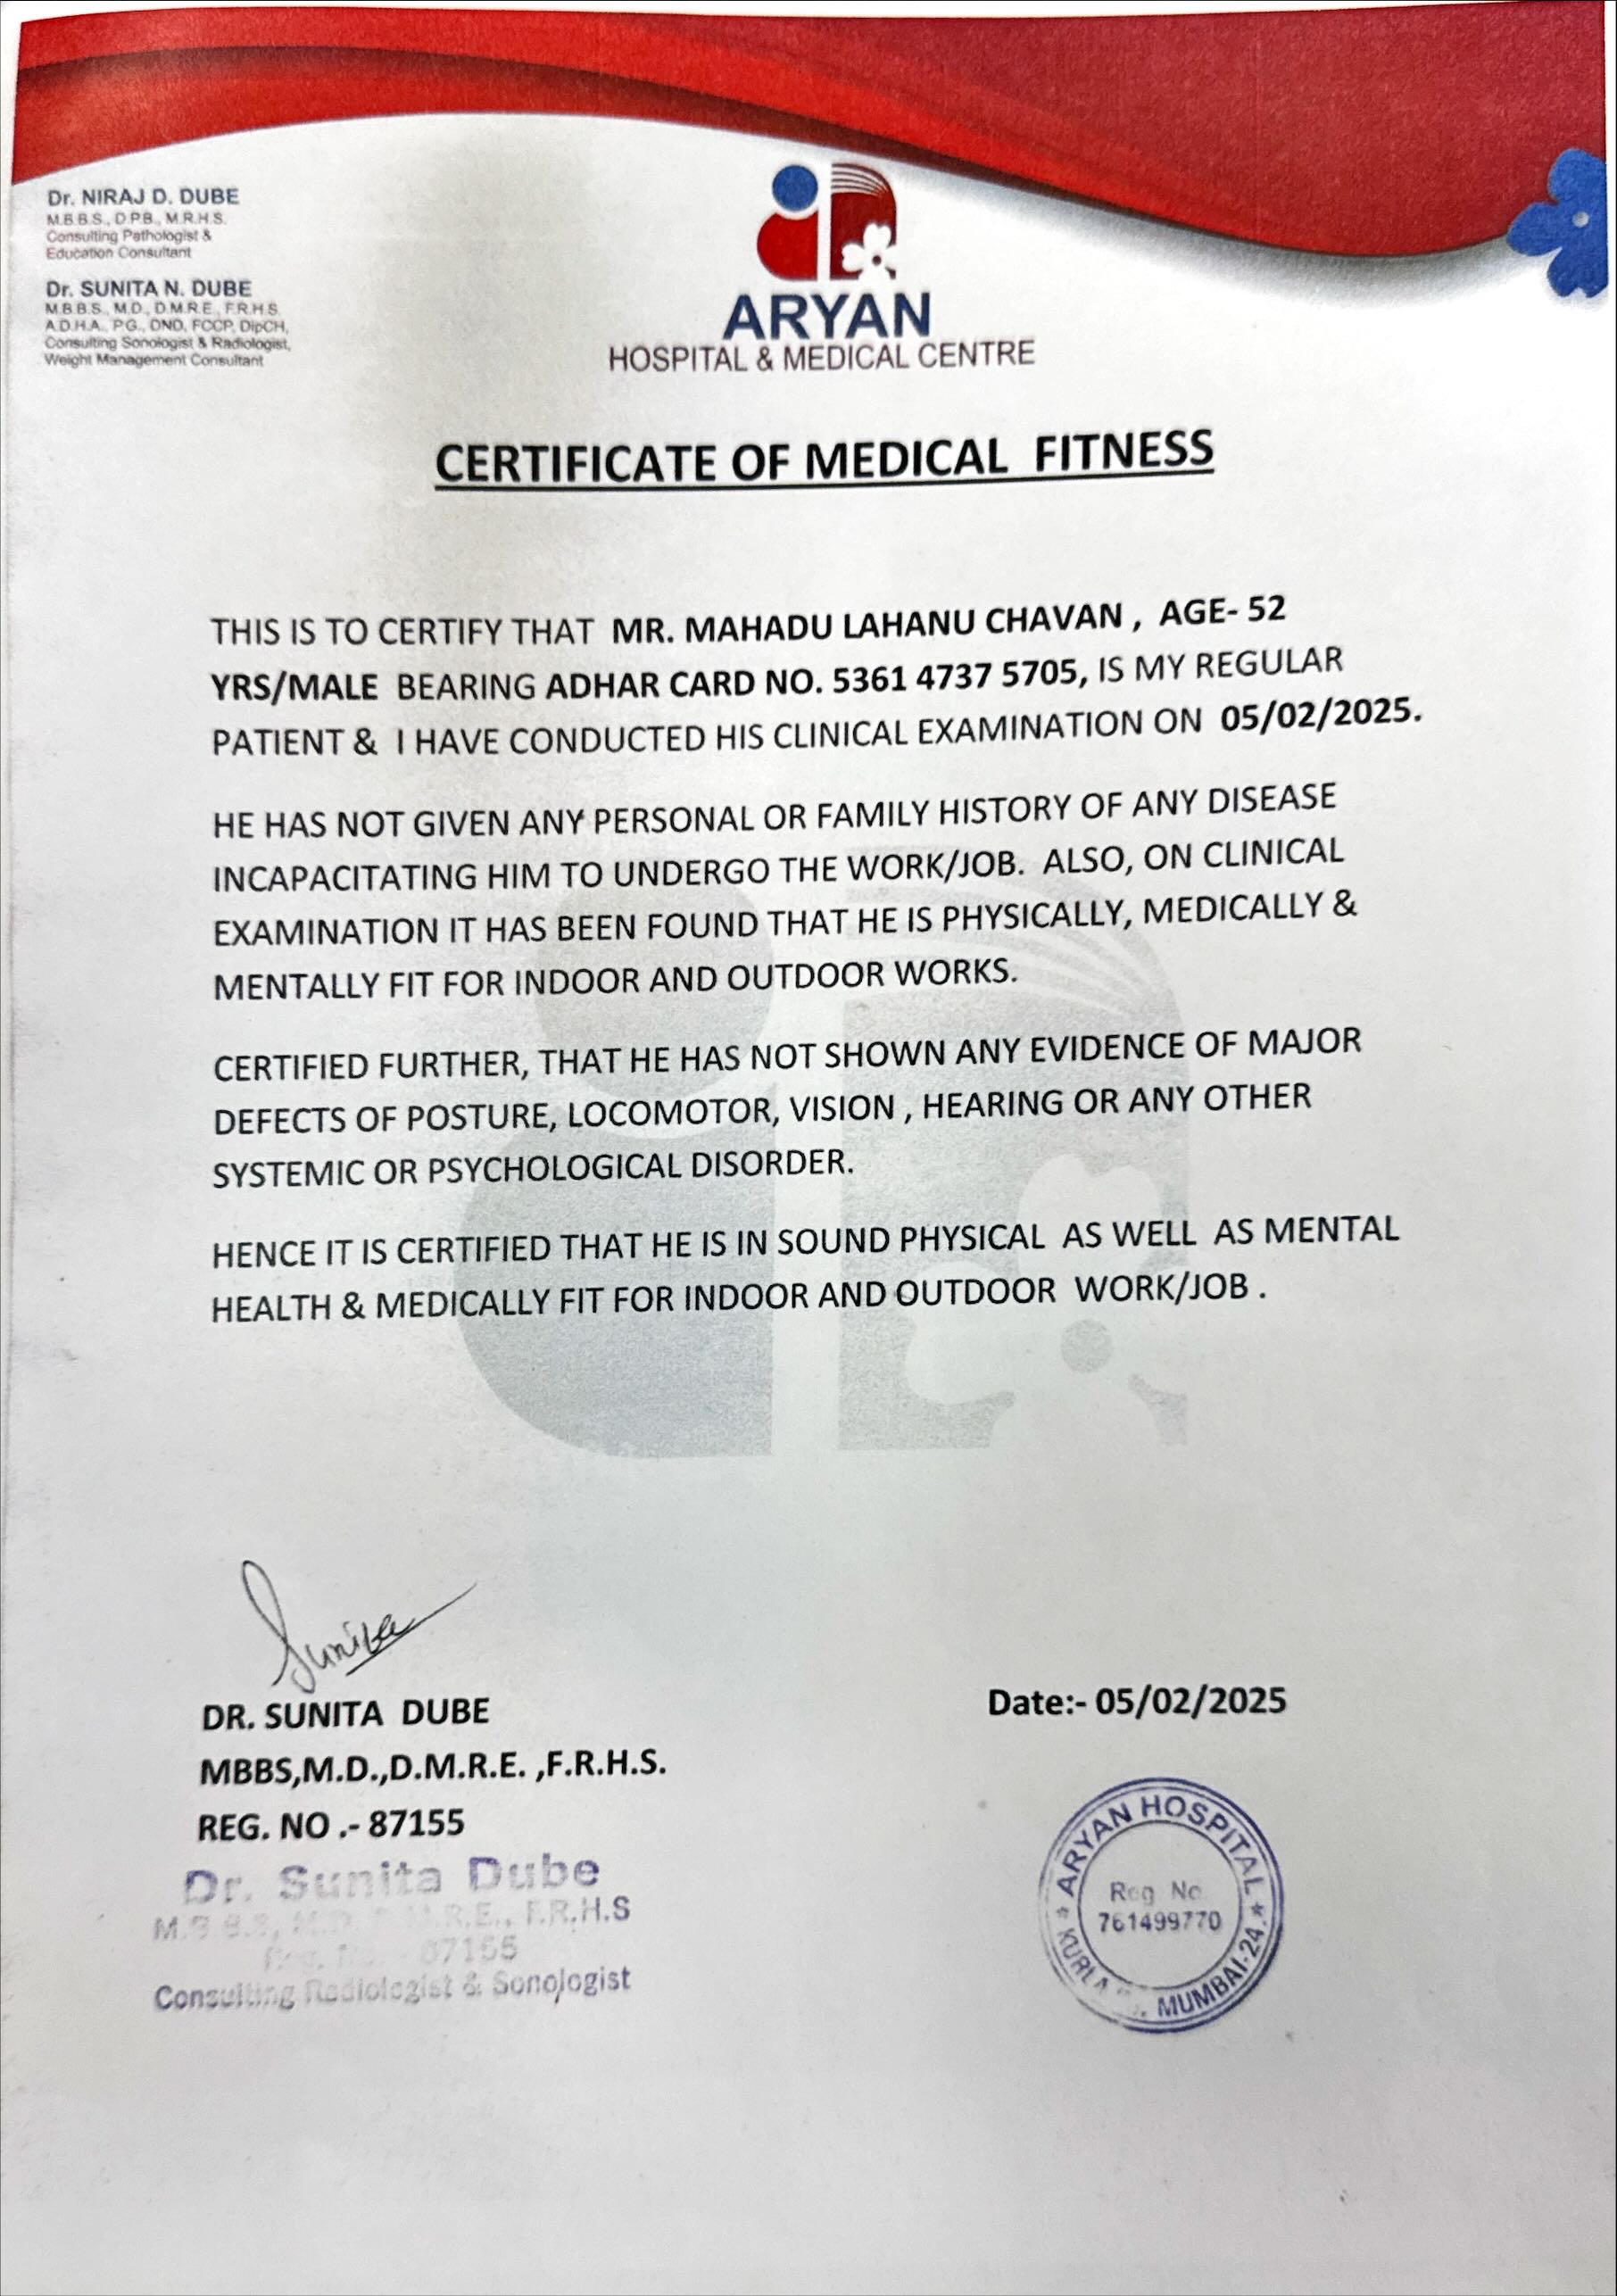 Dr. NIRAJ D. DUBE
M.B.B.S., D.P.B., M.R.H.S.
Consulting Pathologist &
Education Consultant
Dr. SUNITA N. DUBE
M.B.B.S., M.D., D.M.R.E., F.R.H.S.
A.D.H.A., P.G., DND, FCCP, DipCH,
Consulting Sonologist & Radiologist,
Weight Management Consultant
ARYAN
HOSPITAL & MEDICAL CENTRE
CERTIFICATE OF MEDICAL FITNESS
THIS IS TO CERTIFY THAT MR. MAHADU LAHANU CHAVAN , AGE- 52
YRS/MALE BEARING ADHAR CARD NO. 5361 4737 5705, IS MY REGULAR
PATIENT & I HAVE CONDUCTED HIS CLINICAL EXAMINATION ON 05/02/2025.
HE HAS NOT GIVEN ANY PERSONAL OR FAMILY HISTORY OF ANY DISEASE
INCAPACITATING HIM TO UNDERGO THE WORK/JOB. ALSO, ON CLINICAL
EXAMINATION IT HAS BEEN FOUND THAT HE IS PHYSICALLY, MEDICALLY &
MENTALLY FIT FOR INDOOR AND OUTDOOR WORKS.
CERTIFIED FURTHER, THAT HE HAS NOT SHOWN ANY EVIDENCE OF MAJOR
DEFECTS OF POSTURE, LOCOMOTOR, VISION , HEARING OR ANY OTHER
SYSTEMIC OR PSYCHOLOGICAL DISORDER.
HENCE IT IS CERTIFIED THAT HE IS IN SOUND PHYSICAL AS WELL AS MENTAL
HEALTH & MEDICALLY FIT FOR INDOOR AND OUTDOOR WORK/JOB .
DR. SUNITA DUBE
MBBS,M.D.,D.M.R.E. ,F.R.H.S.
REG. NO .- 87155
Dr. Sunita Dube
F.R.H.S
87155
Consulting Radiologist & Sonologist
Date:- 05/02/2025
ARYAN HOSPITAL
Reg No
761499770
KURLA MUMBAI-24.